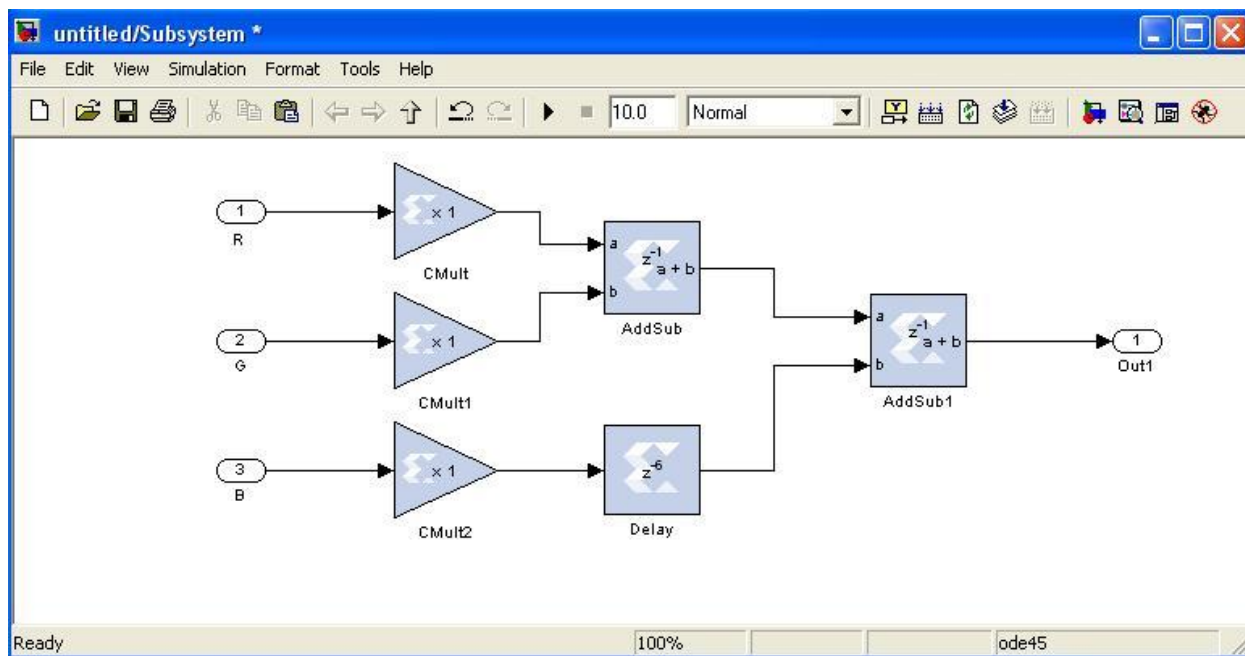 untitled/Subsystem *
File Edit View Simulation Format Tools Help
10.0 Normal
1
R
x 1
CMult
2
G
x 1
CMult1
3
B
x 1
CMult2
a
b
z-1
a + b
AddSub
z-6
Delay
a
b
z-1
a + b
AddSub1
1
Out1
Ready 100% ode45